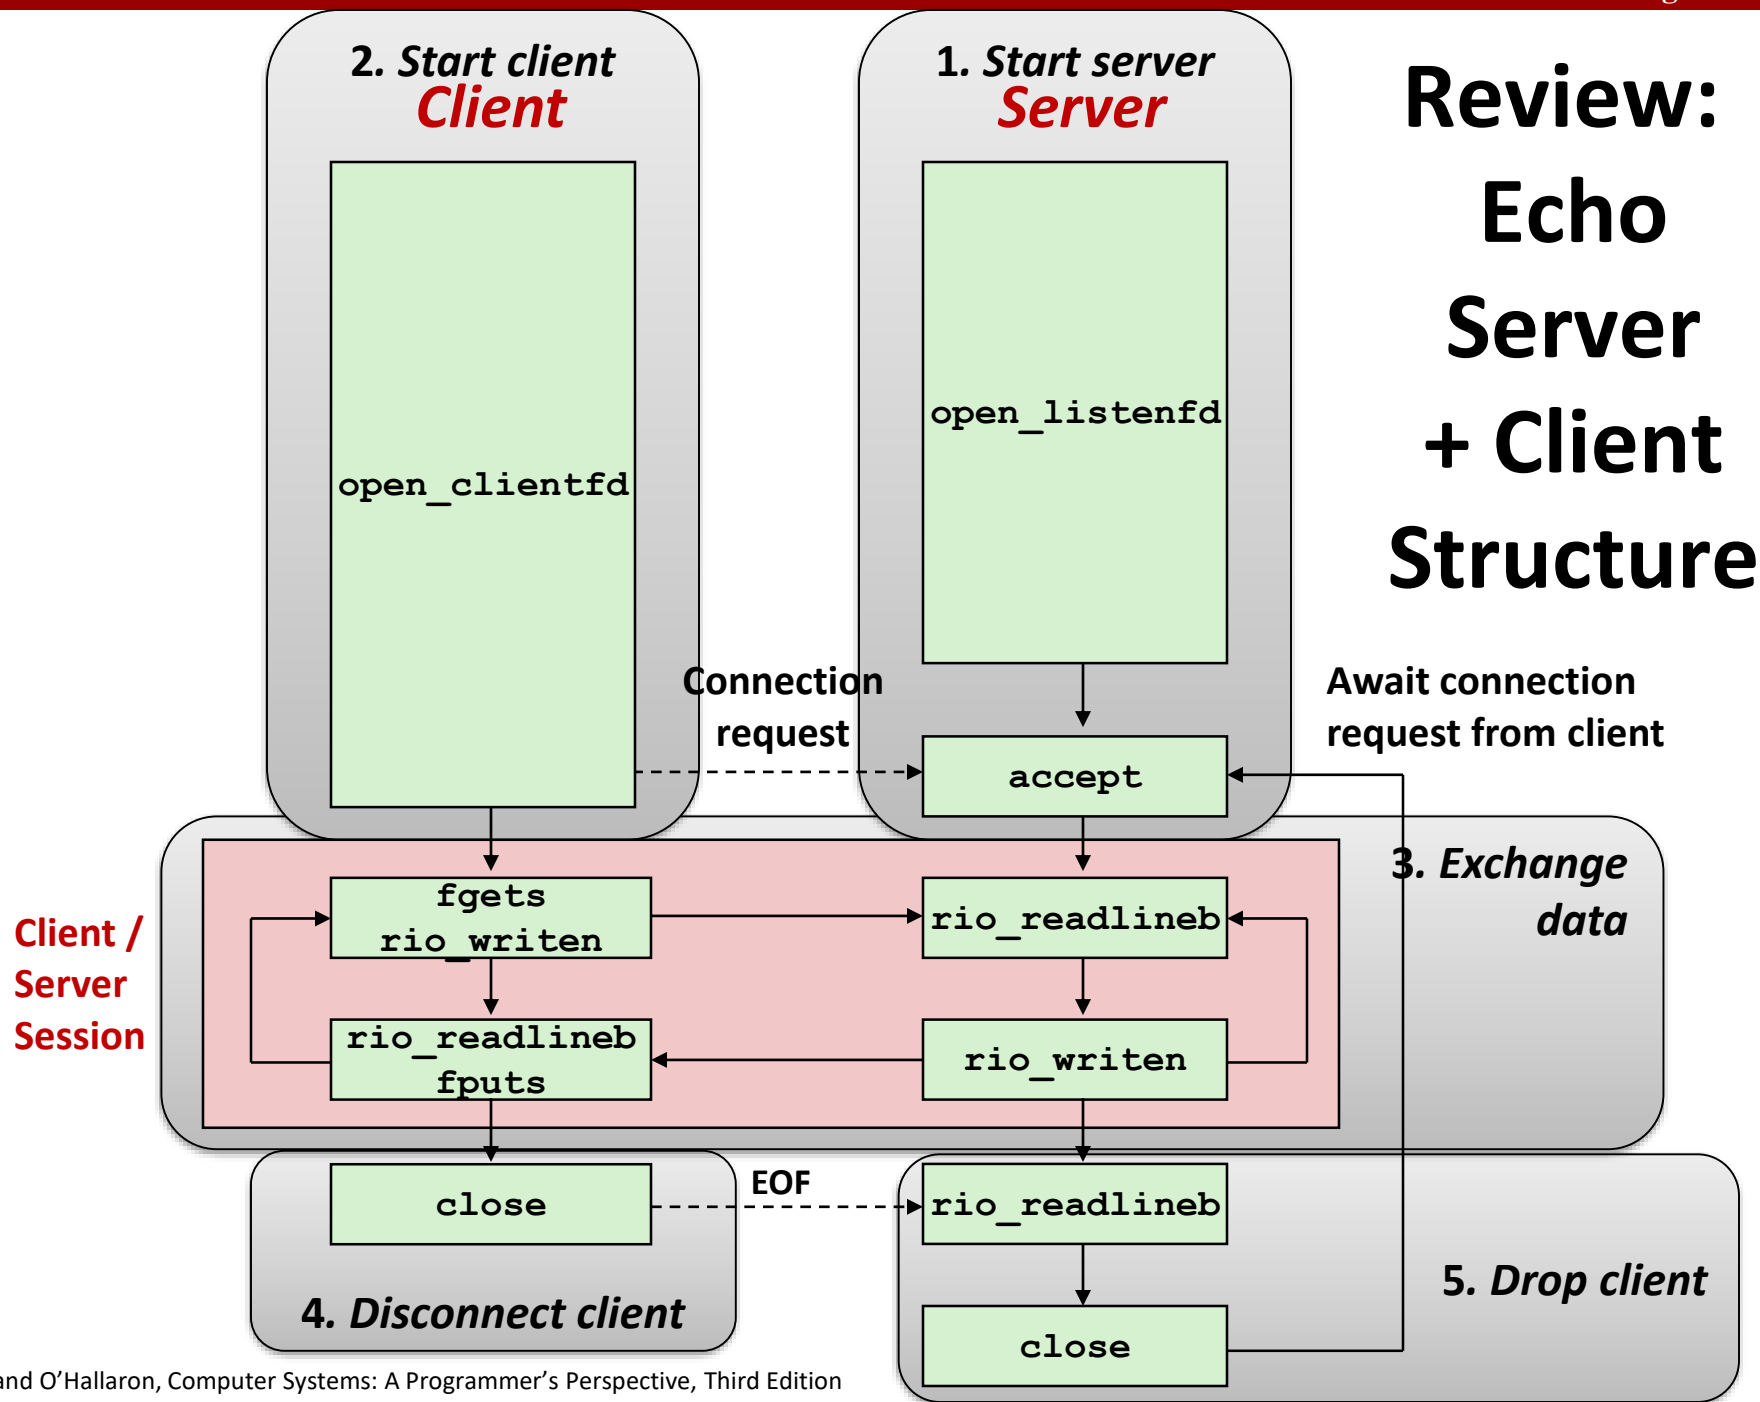 2. Start client
Client
1. Start server
Server
Review:
Echo
Server
+ Client
Structure
open_listenfd
open_clientfd
Connection
request
Await connection
request from client
accept
3. Exchange
data
Client /
Server
Session
fgets
rio_writen
rio_readlineb
rio_readlineb
fputs
rio_writen
close
EOF
rio_readlineb
4. Disconnect client
5. Drop client
close
and O’Hallaron, Computer Systems: A Programmer’s Perspective, Third Edition